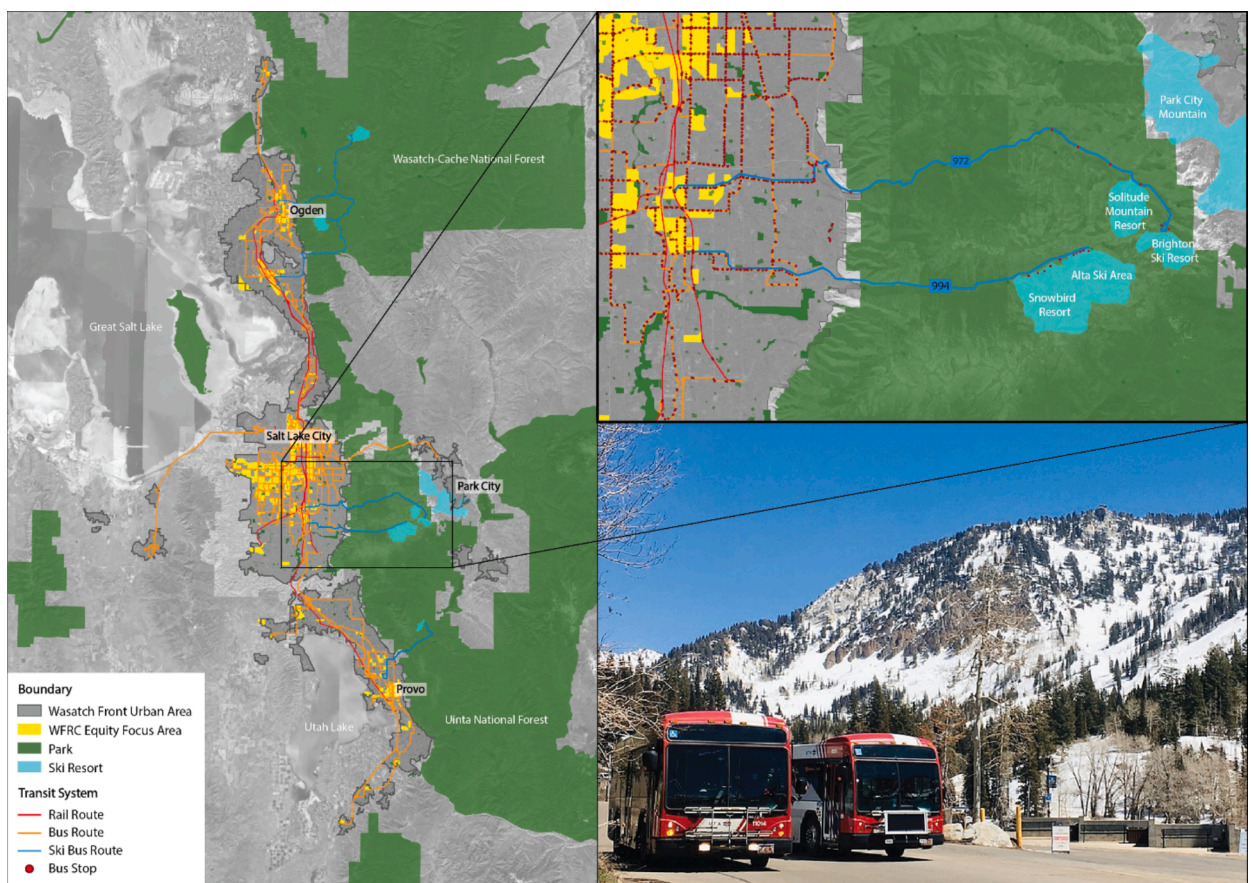 Wasatch-Cache National Forest
Ogden
Great Salt Lake
Salt Lake City
Park City
Provo
Utah Lake
Uinta National Forest
Boundary
Wasatch Front Urban Area
WFRC Equity Focus Area
Park
Ski Resort
Transit System
Rail Route
Bus Route
Ski Bus Route
Bus Stop
Park City
Mountain
972
Solitude
Mountain
Resort
Brighton
Ski Resort
Alta Ski Area
994
Snowbird
Resort
UTA
11014